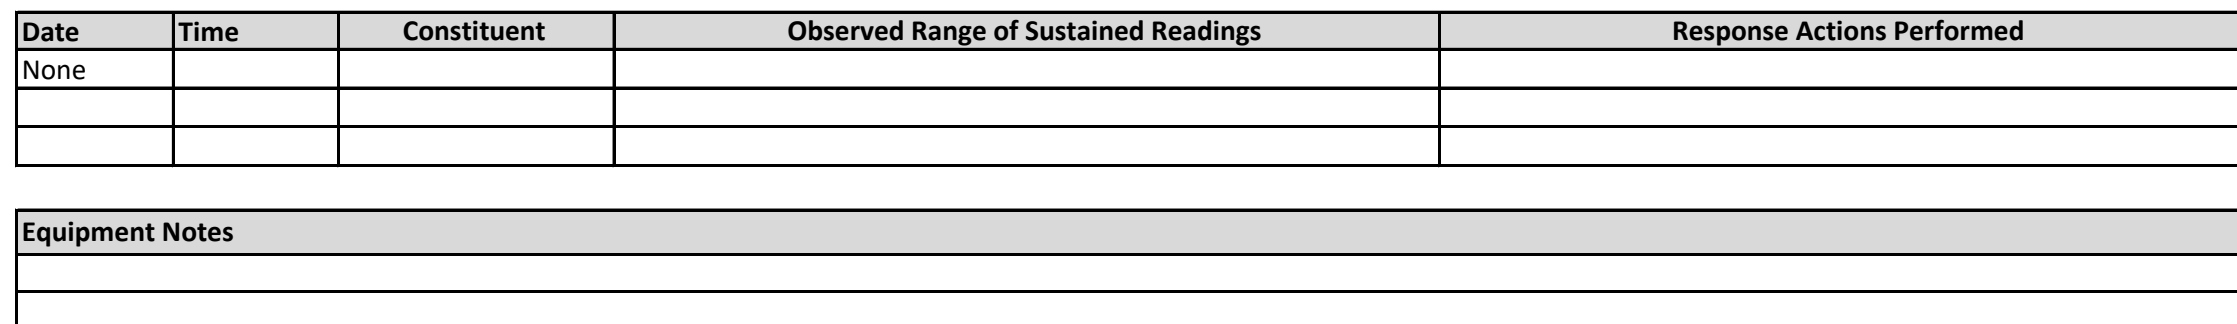 Date Time Constituent Observed Range of Sustained Readings Response Actions Performed
None
Equipment Notes